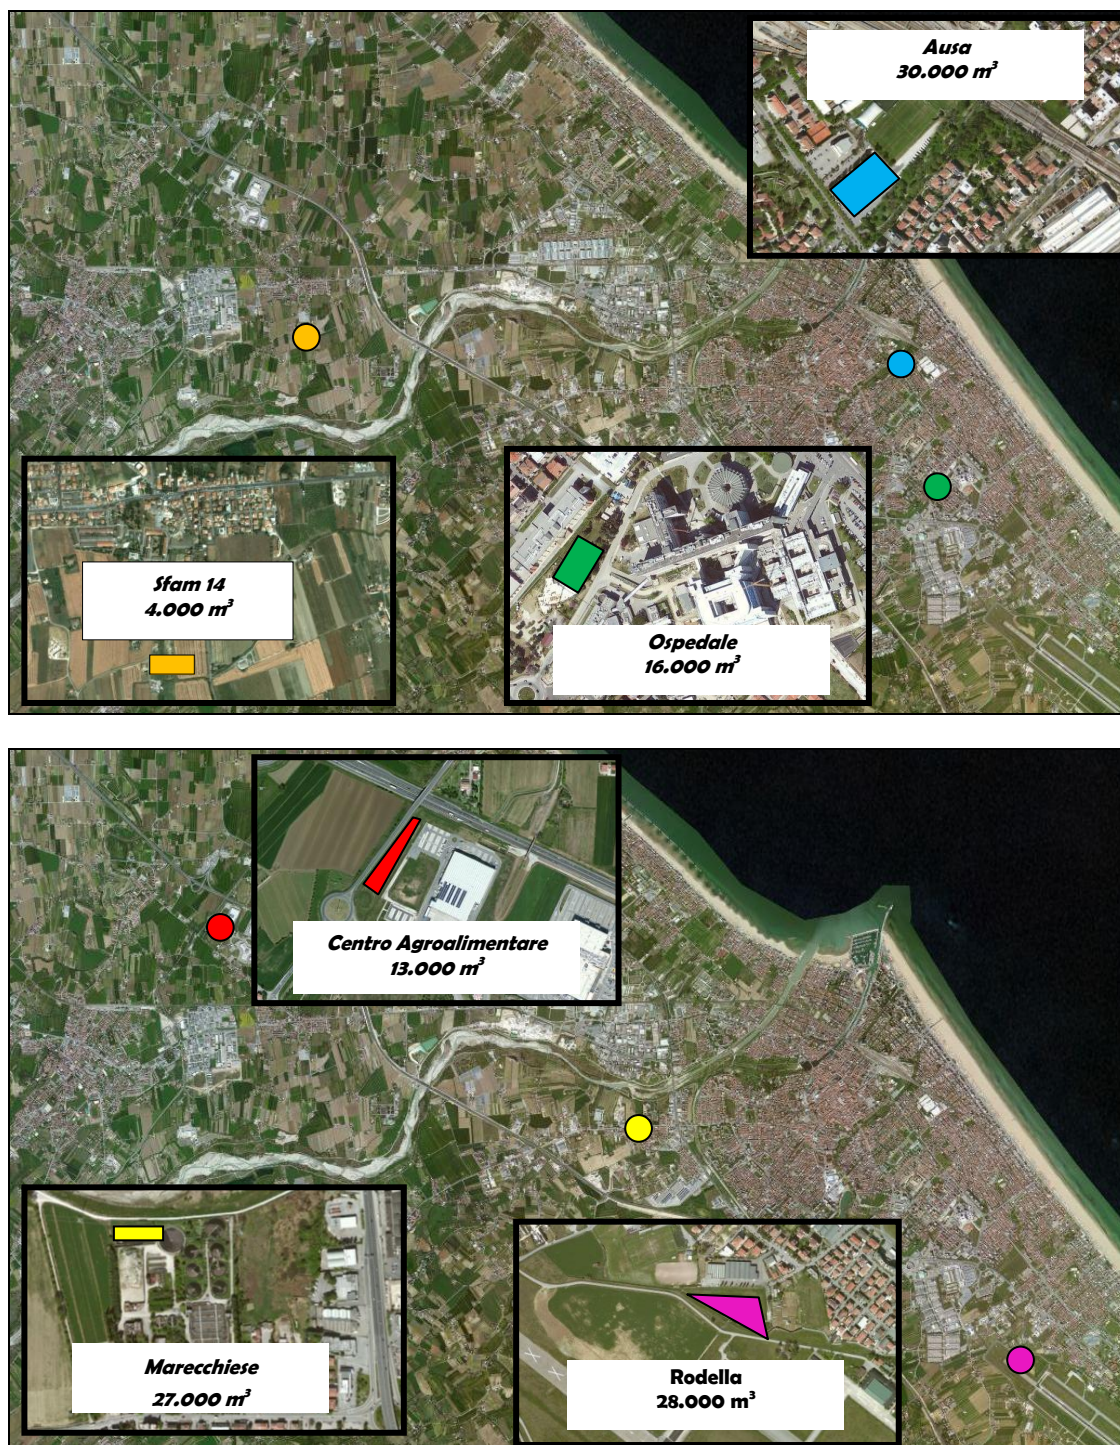 Ausa
30.000 m³
Sfam 14
4.000 m³
Ospedale
16.000 m³
Centro Agroalimentare
13.000 m³
Marecchiese
27.000 m³
Rodella
28.000 m³